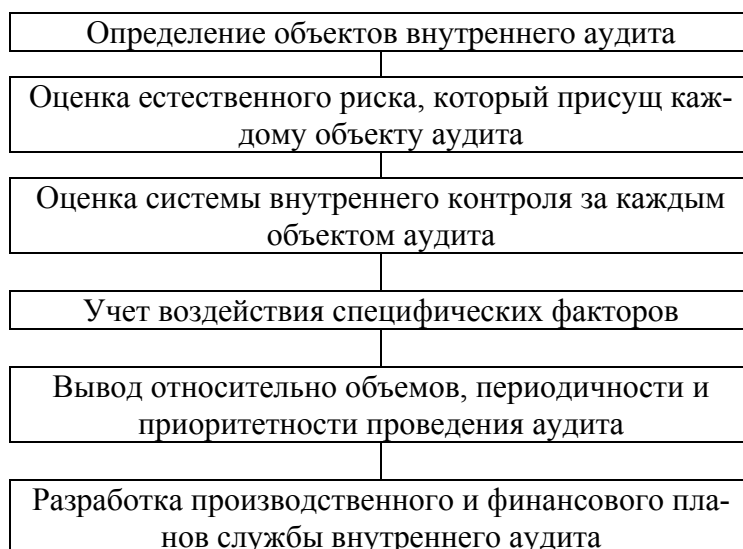 Определение объектов внутреннего аудита
Оценка естественного риска, который присущ каж-
дому объекту аудита
Оценка системы внутреннего контроля за каждым
объектом аудита
Учет воздействия специфических факторов
Вывод относительно объемов, периодичности и
приоритетности проведения аудита
Разработка производственного и финансового пла-
нов службы внутреннего аудита